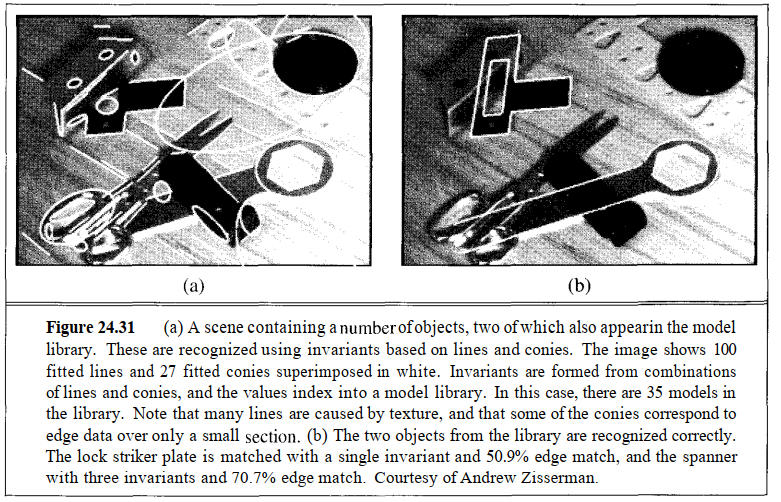 (a)
(b)
Figure 24.31 (a) A scene containing a number of objects, two of which also appearin the model
library. These are recognized using invariants based on lines and conies. The image shows 100
fitted lines and 27 fitted conies superimposed in white. Invariants are formed from combinations
of lines and conies, and the values index into a model library. In this case, there are 35 models in
the library. Note that many lines are caused by texture, and that some of the conies correspond to
edge data over only a small section. (b) The two objects from the library are recognized correctly.
The lock striker plate is matched with a single invariant and 50.9% edge match, and the spanner
with three invariants and 70.7% edge match. Courtesy of Andrew Zisserman.